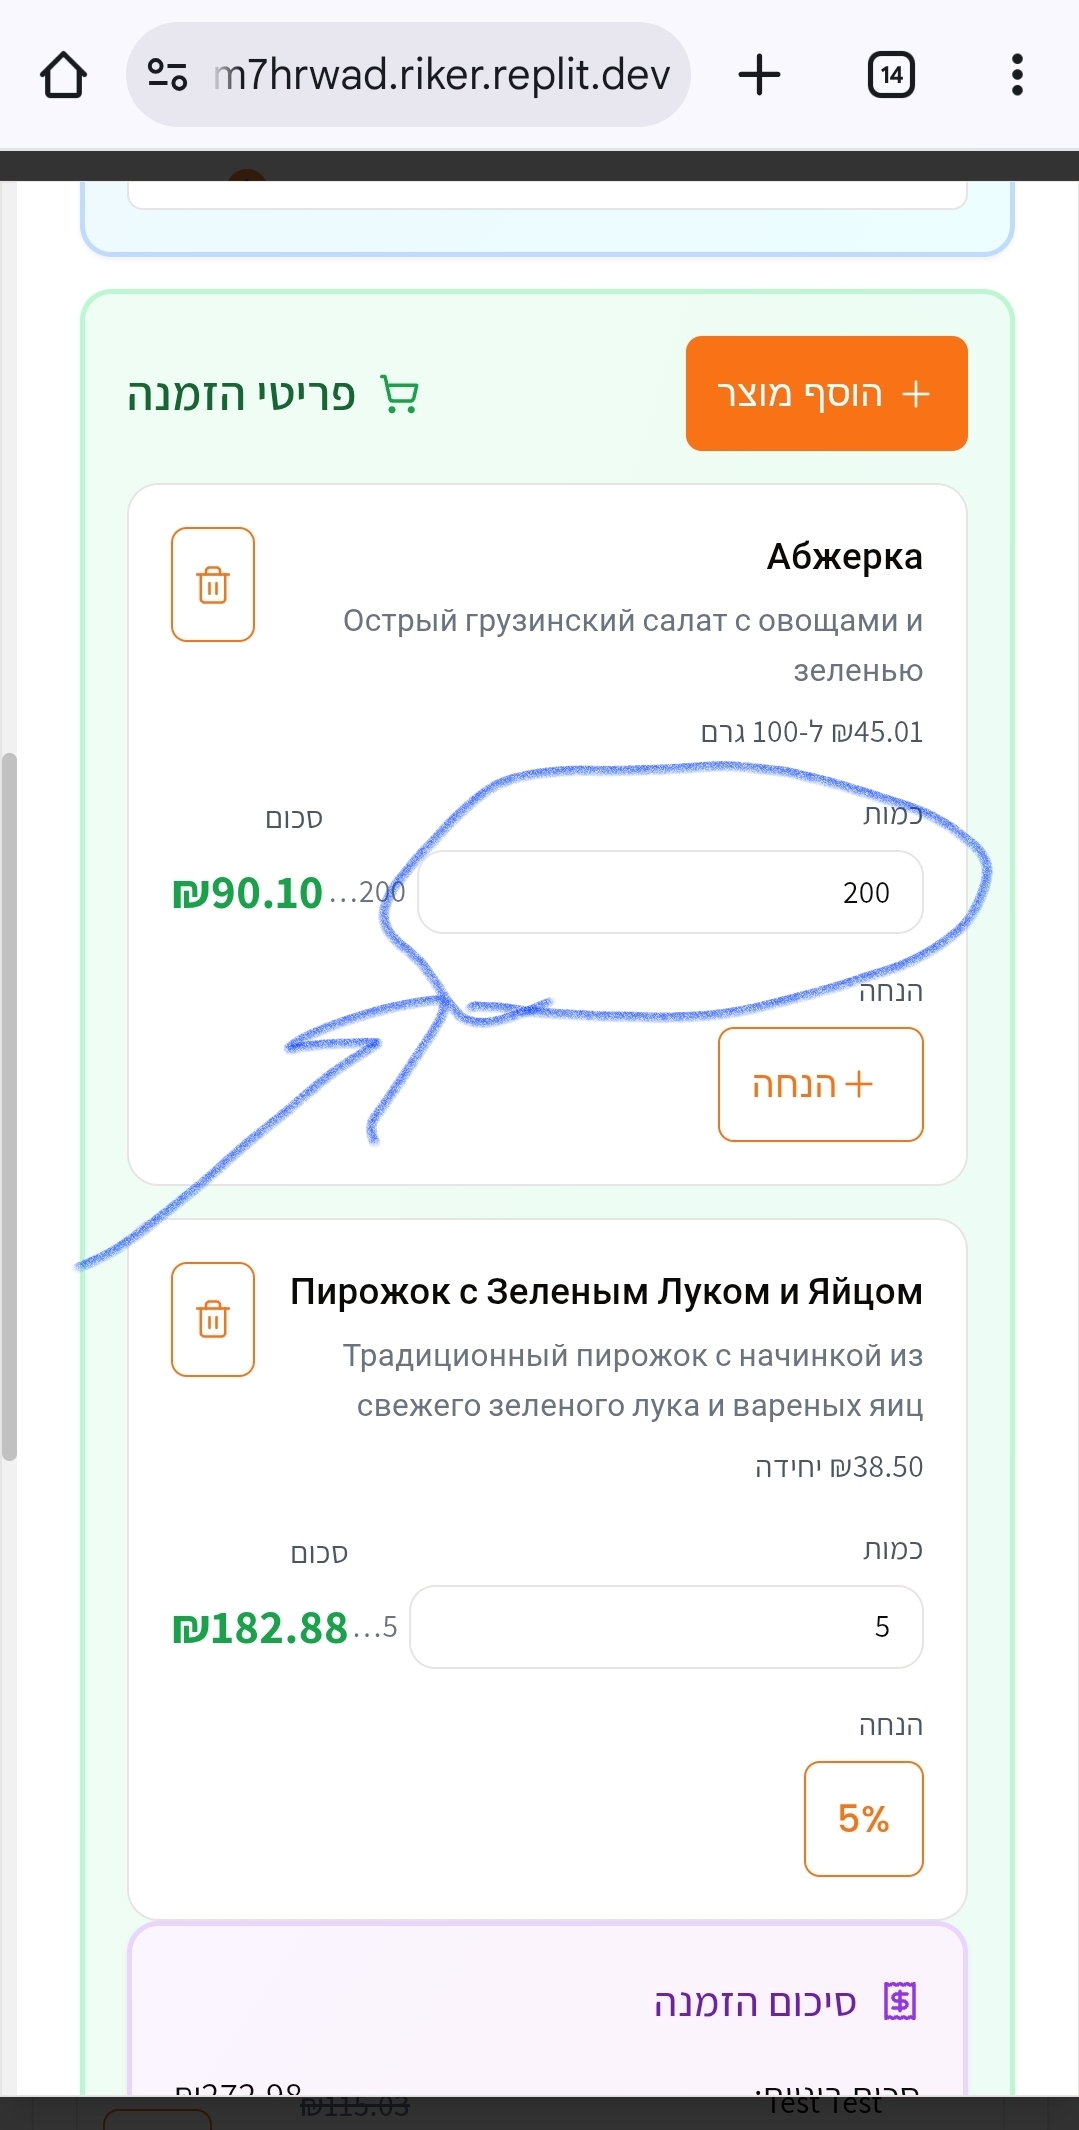 m7hrwad.riker.replit.dev
14
הוסף מוצר
פריטי הזמנה
Абжерка
Острый грузинский салат с овощами и
зеленью
₪45.01 ל-100 גרם
כמות
סכום
200
200...
₪90.10
הנחה
הנחה
Пирожок с Зеленым Луком и Яйцом
Традиционный пирожок с начинкой из
свежего зеленого лука и вареных яиц
₪38.50 יחידה
כמות
סכום
5
5...
₪182.88
הנחה
5%
סיכום הזמנה
₪272.98
Test Test
₪115.03